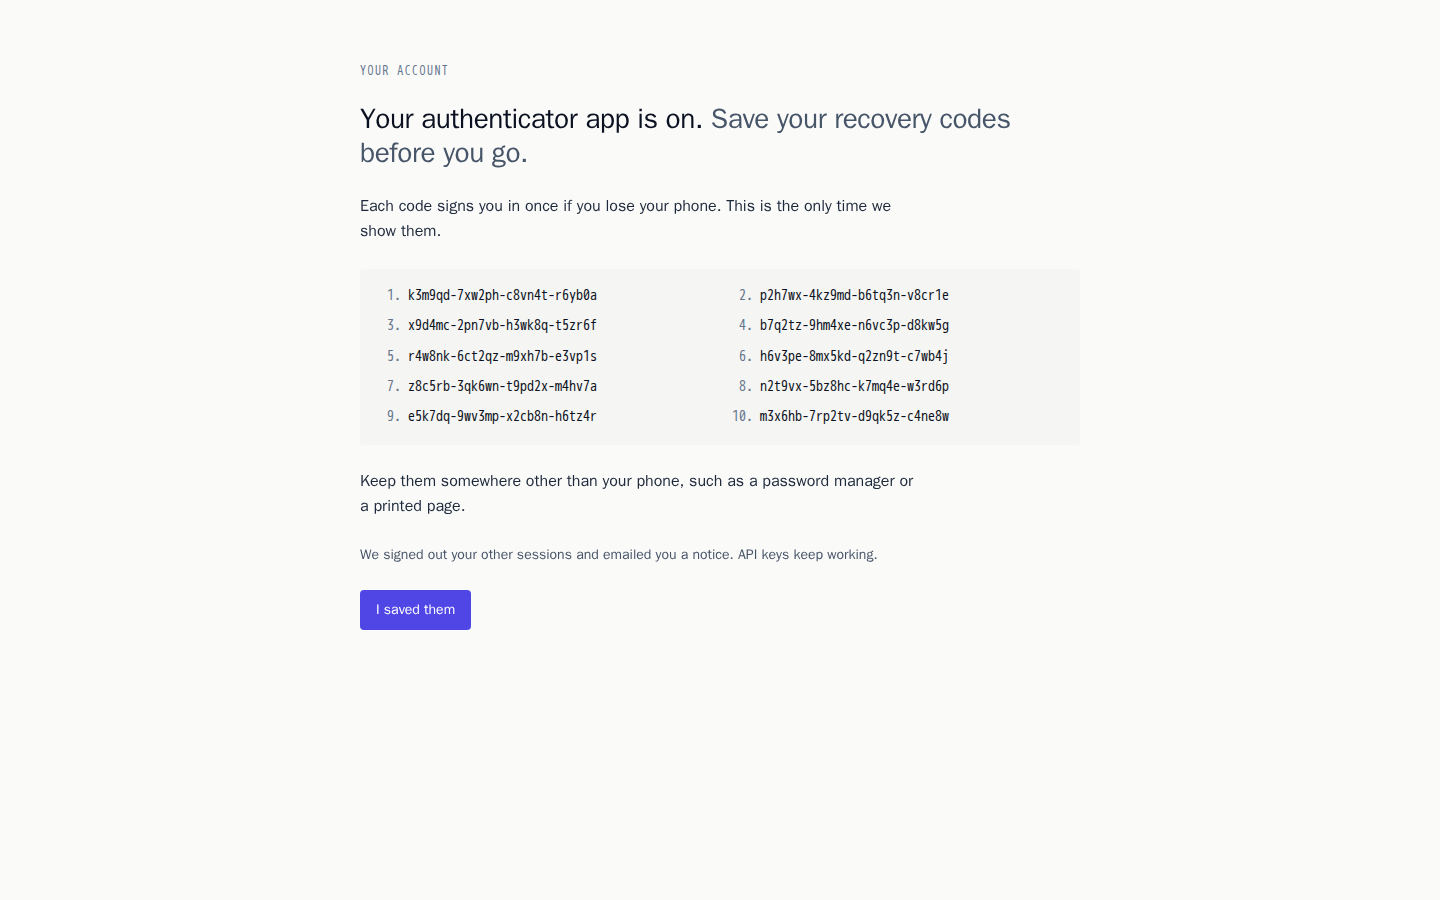 YOUR ACCOUNT
Your authenticator app is on. Save your recovery codes
before you go.
Each code signs you in once if you lose your phone. This is the only time we
show them.
1. k3m9qd-7xw2ph-c8vn4t-r6yb0a
2. p2h7wx-4kz9md-b6tq3n-v8cr1e
3. x9d4mc-2pn7vb-h3wk8q-t5zr6f
4. b7q2tz-9hm4xe-n6vc3p-d8kw5g
5. r4w8nk-6ct2qz-m9xh7b-e3vp1s
6. h6v3pe-8mx5kd-q2zn9t-c7wb4j
7. z8c5rb-3qk6wn-t9pd2x-m4hv7a
8. n2t9vx-5bz8hc-k7mq4e-w3rd6p
9. e5k7dq-9wv3mp-x2cb8n-h6tz4r
10. m3x6hb-7rp2tv-d9qk5z-c4ne8w
Keep them somewhere other than your phone, such as a password manager or
a printed page.
We signed out your other sessions and emailed you a notice. API keys keep working.
I saved them